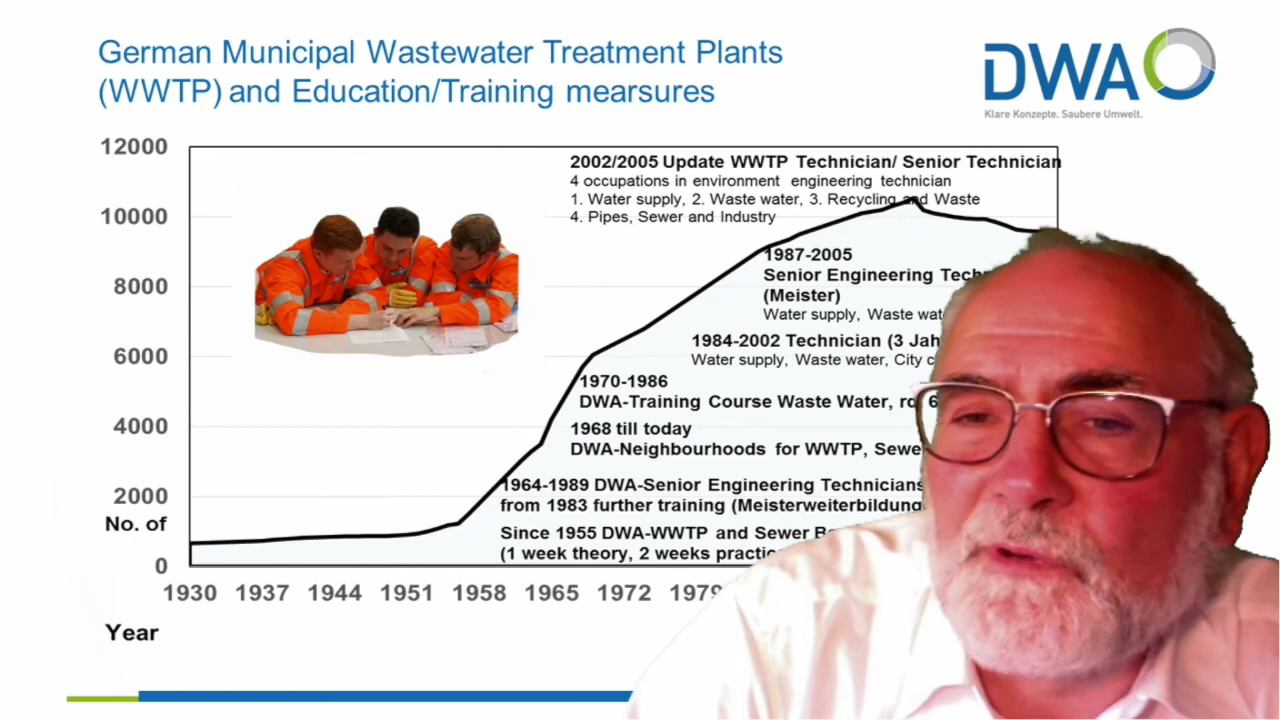 German Municipal Wastewater Treatment Plants
(WWTP) and Education/Training mearsures
DWA
Klare Konzepte. Saubere Umwelt.
12000
10000
8000
6000
4000
2000
No. of
0
2002/2005 Update WWTP Technician/ Senior Technician
4 occupations in environment engineering technician
1. Water supply, 2. Waste water, 3. Recycling and Waste
4. Pipes, Sewer and Industry
1987-2005
Senior Engineering
(Meister)
Water supply, Waste
1984-2002 Technician (3
Water supply, Waste water, City
1970-1986
DWA-Training Course Waste Water,
1968 till today
DWA-Neighbourhoods for WWTP,
1964-1989 DWA-Senior Engineering Technicians
from 1983 further training (Meisterweiterbildung
Since 1955 DWA-WWTP and Sewer
(1 week theory, 2 weeks
1930 1937 1944 1951 1958 1965 1972 1979
Year